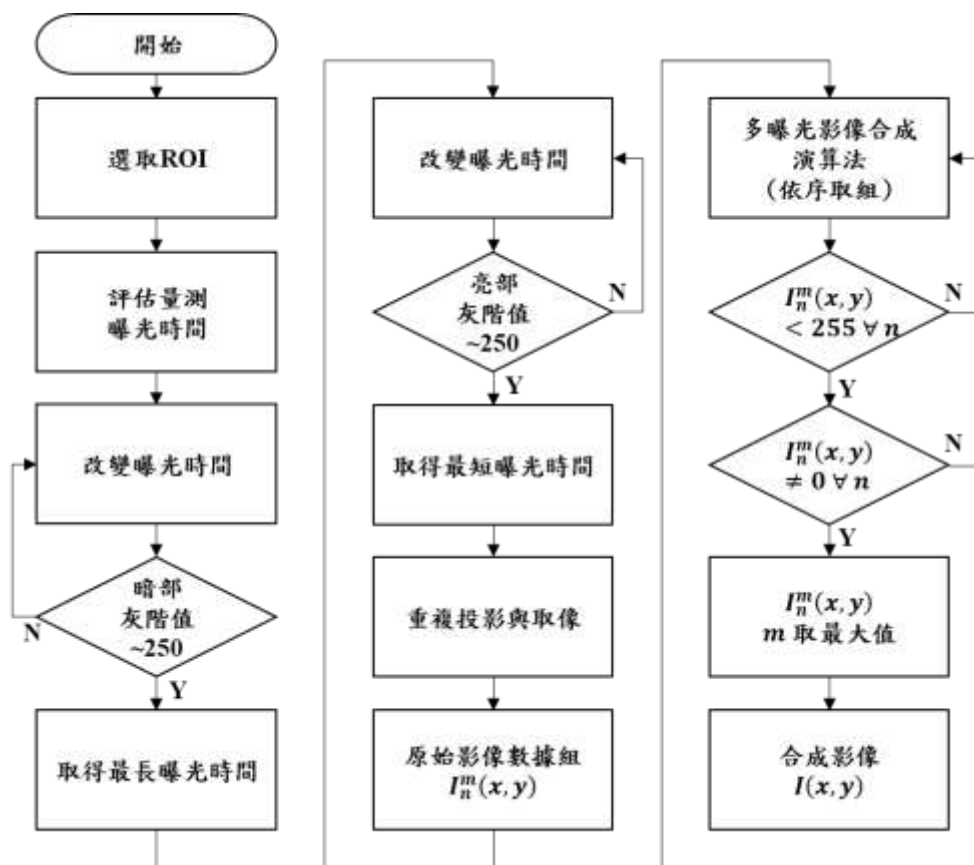 開始
選取ROI
評估量測
曝光時間
改變曝光時間
暗部
灰階值
~250
N
Y
取得最長曝光時間
改變曝光時間
亮部
灰階值
~250
N
Y
取得最短曝光時間
重複投影與取像
原始影像數據組
Iₙᵐ(x, y)
多曝光影像合成
演算法
(依序取組)
Iₙᵐ(x, y)
< 255 ∀ n
N
Y
Iₙᵐ(x, y)
≠ 0 ∀ n
N
Y
Iₙᵐ(x, y)
m 取最大值
合成影像
I(x, y)